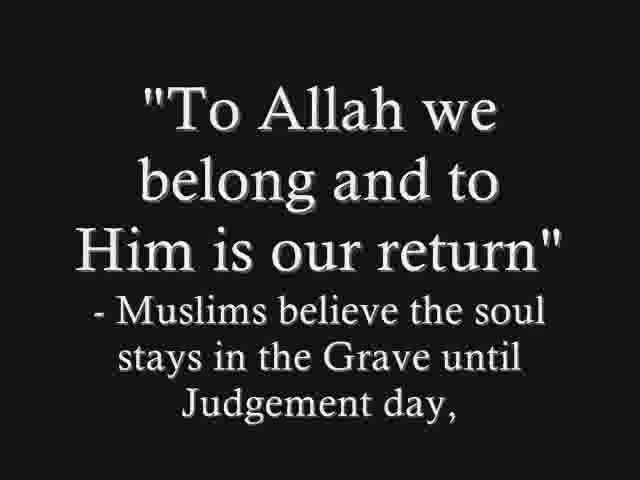 "To Allah we
belong and to
Him is our return"
- Muslims believe the soul
stays in the Grave until
Judgement day,